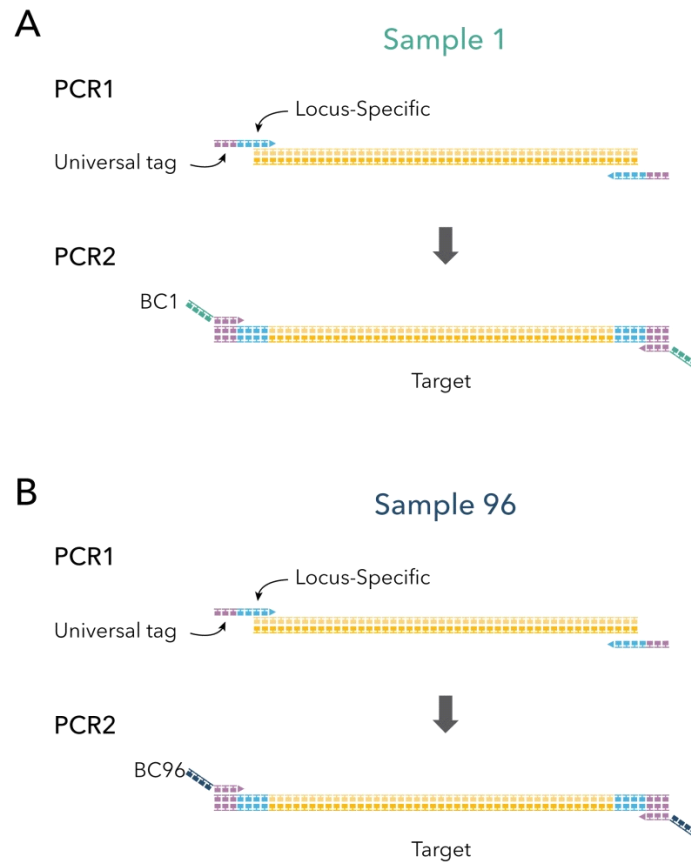 A
Sample 1
PCR1
Locus-Specific
Universal tag
PCR2
BC1
Target
B
Sample 96
PCR1
Locus-Specific
Universal tag
PCR2
BC96
Target